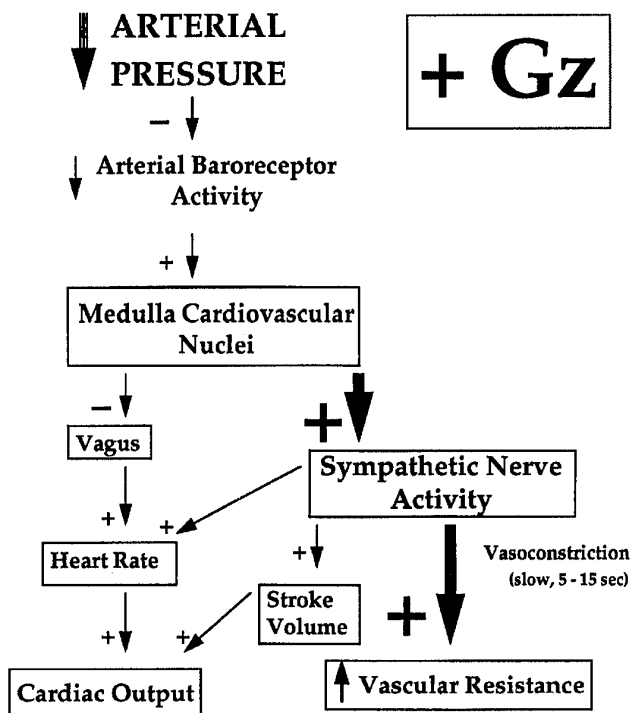 ARTERIAL
PRESSURE
+ Gz
−
Arterial Baroreceptor
Activity
+
Medulla Cardiovascular
Nuclei
−
+
Vagus
Sympathetic Nerve
Activity
+
+
Heart Rate
+
Vasoconstriction
(slow, 5 - 15 sec)
Stroke
Volume
+
+
+
Cardiac Output
Vascular Resistance